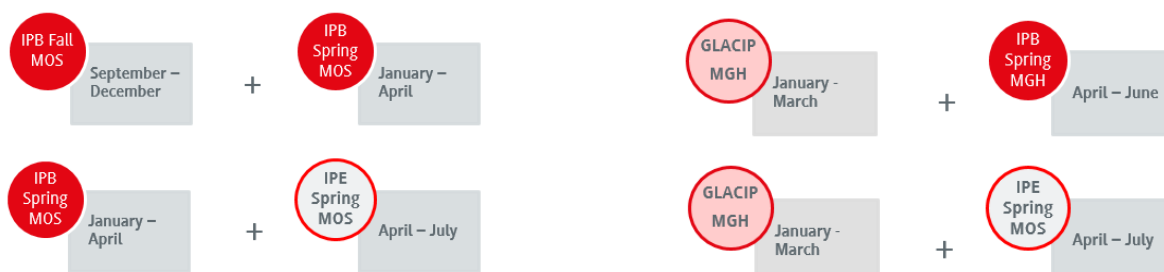 IPB Fall
MOS
September –
December
+
IPB
Spring
MOS
January –
April
GLACIP
MGH
January -
March
+
IPB
Spring
MGH
April – June
IPB
Spring
MOS
January –
April
+
IPE
Spring
MOS
April – July
GLACIP
MGH
January -
March
+
IPE
Spring
MOS
April – July